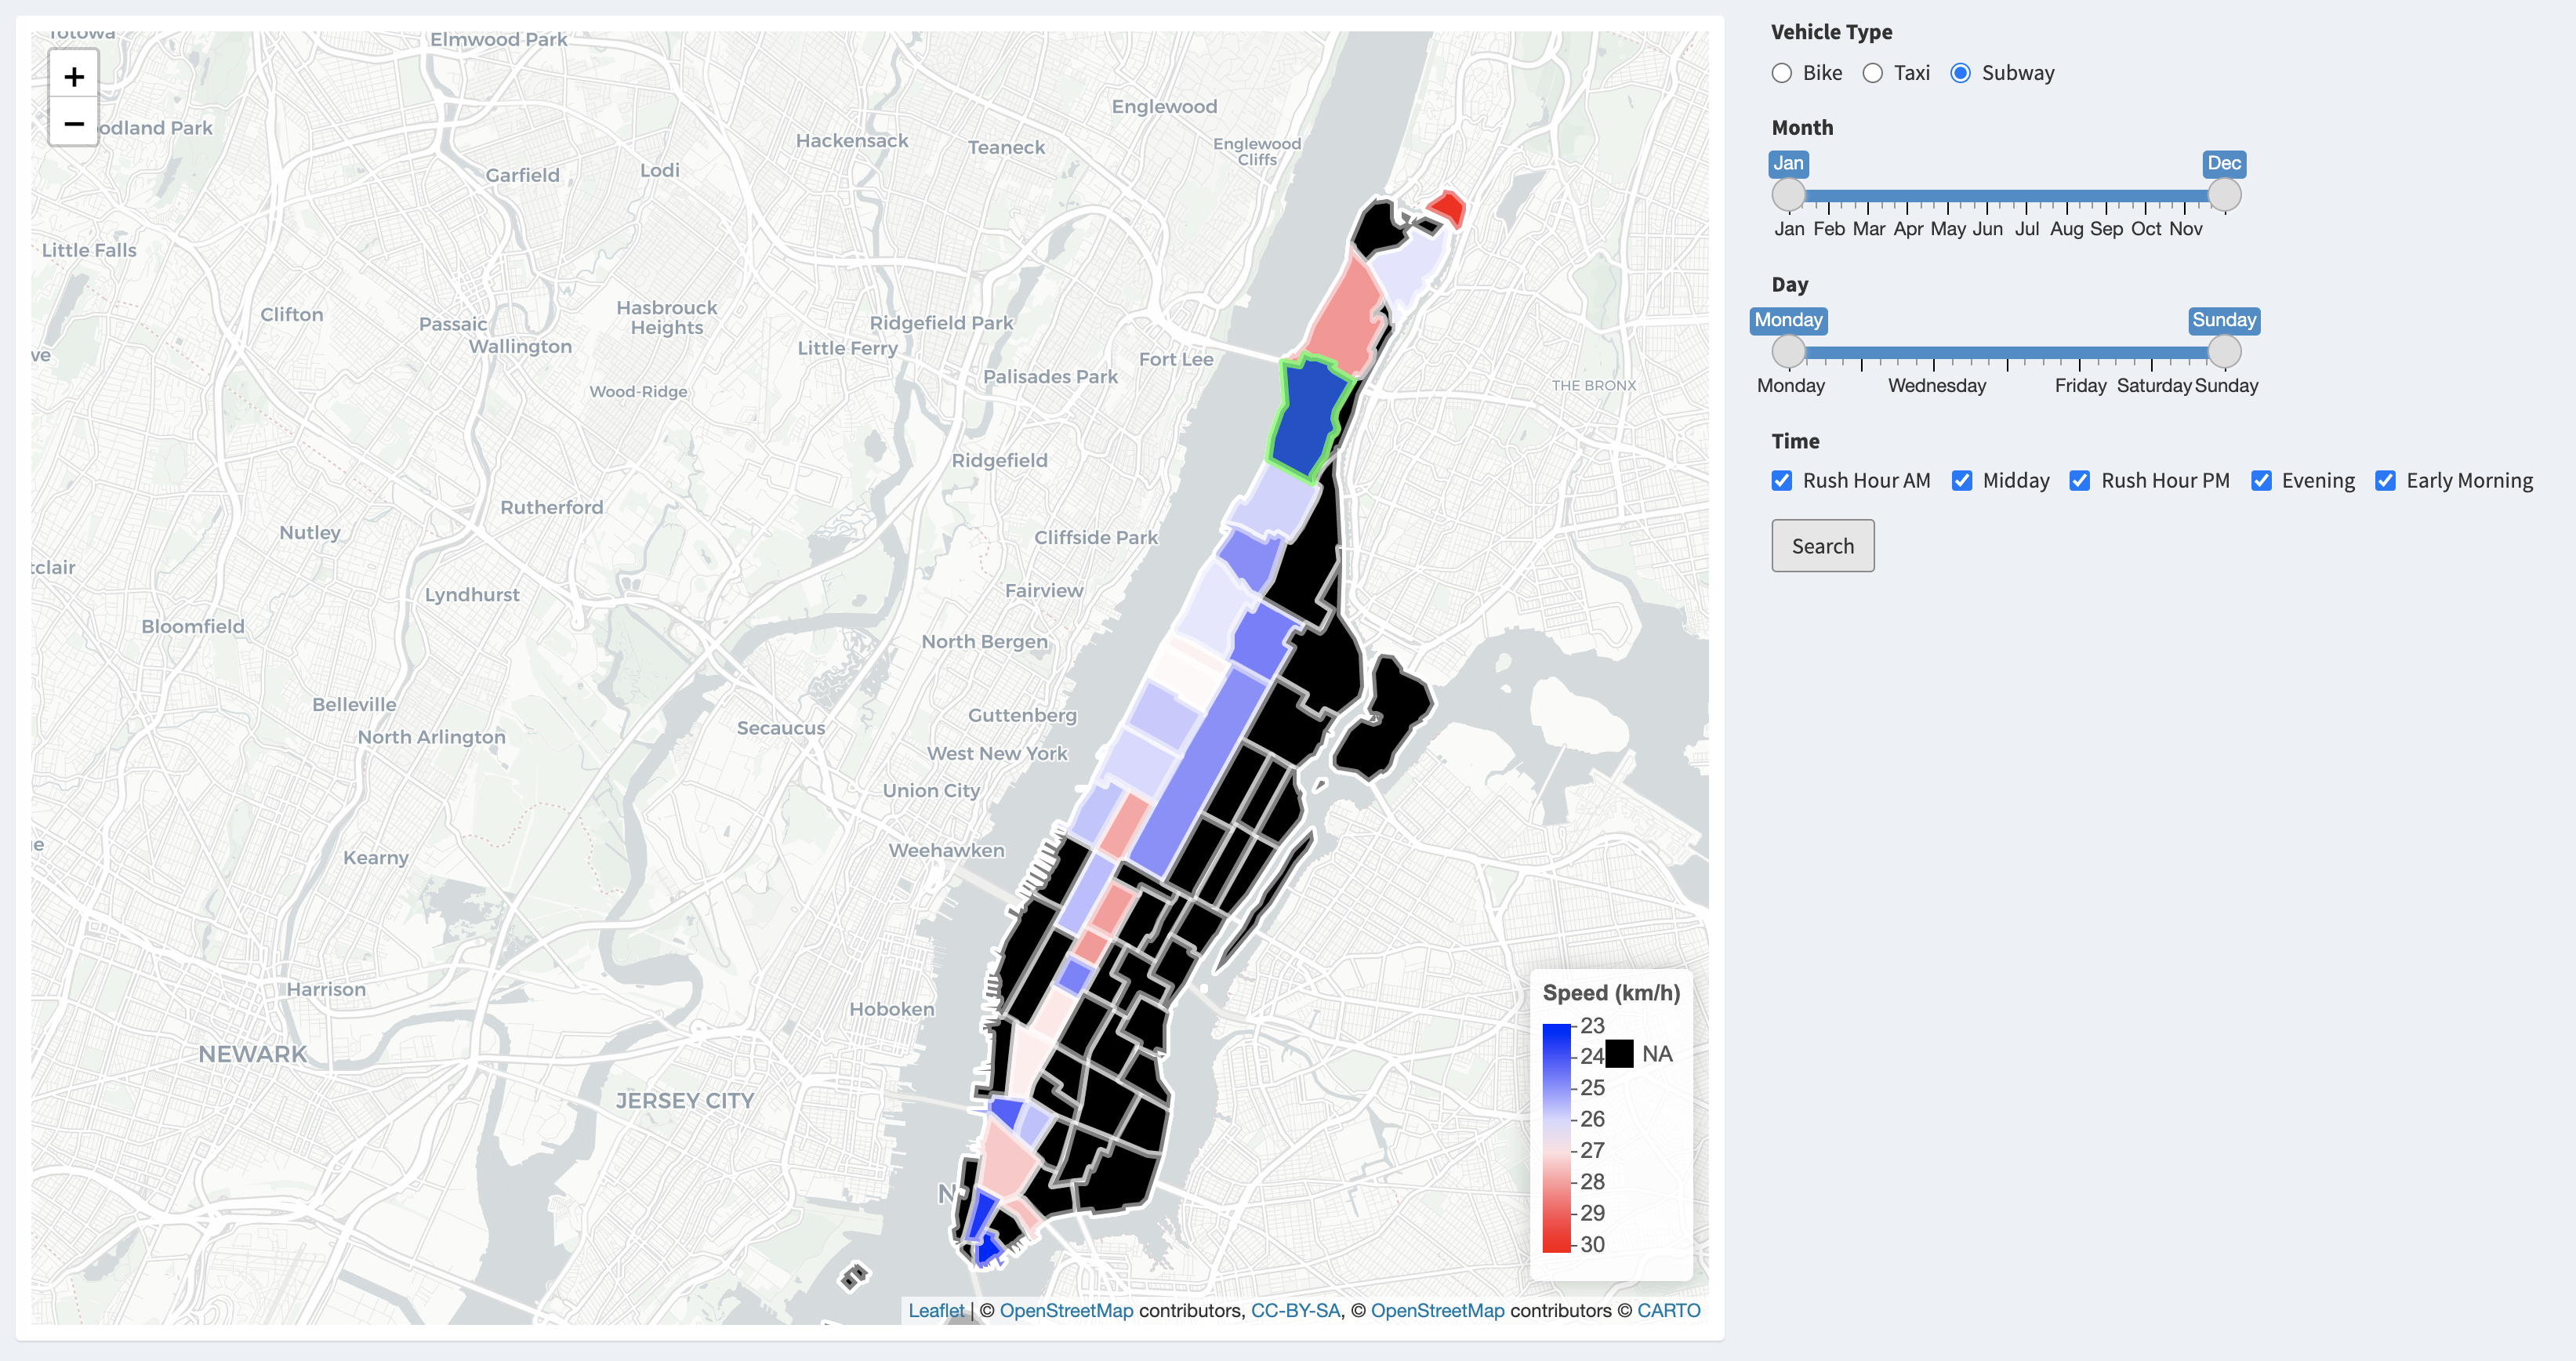 Totowa
Elmwood Park
+
−
odland Park
Hackensack
Englewood
Teaneck
Englewood
Cliffs
Garfield
Lodi
Little Falls
Clifton
Passaic
Wallington
Hasbrouck
Heights
Ridgefield Park
Little Ferry
Fort Lee
Palisades Park
Wood-Ridge
THE BRONX
ve
Ridgefield
Rutherford
Nutley
Cliffside Park
tclair
Lyndhurst
Fairview
Bloomfield
North Bergen
Belleville
North Arlington
Secaucus
Guttenberg
West New York
Union City
Kearny
Weehawken
Harrison
Hoboken
NEWARK
JERSEY CITY
N
Speed (km/h)
23
24
NA
25
26
27
28
29
30
Leaflet | © OpenStreetMap contributors, CC-BY-SA, © OpenStreetMap contributors © CARTO
Vehicle Type
Bike Taxi Subway
Month
Jan Dec
Jan Feb Mar Apr May Jun Jul Aug Sep Oct Nov
Day
Monday Sunday
Monday Wednesday Friday Saturday Sunday
Time
Rush Hour AM Midday Rush Hour PM Evening Early Morning
Search